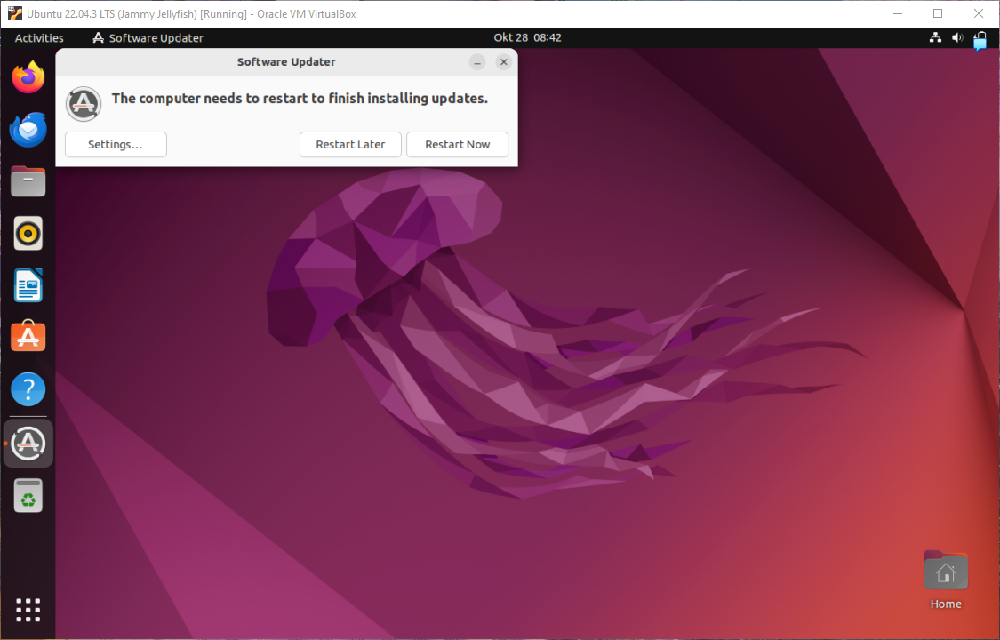 Ubuntu 22.04.3 LTS (Jammy Jellyfish) [Running] - Oracle VM VirtualBox
Activities Software Updater Okt 28 08:42
Software Updater
The computer needs to restart to finish installing updates.
Settings... Restart Later Restart Now
Home